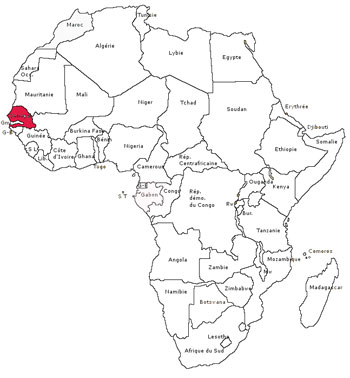 Tunisie
Maroc
Algérie
Lybie
Egypte
Sahara
Occ.
Mauritanie
Mali
Niger
Tchad
Soudan
Erythrée
Djibouti
Somalie
Ethiopie
G-B
Guinée
S L
Lib.
Côte
d'Ivoire
Burkina Faso
Ghana
Togo
Bénin
Nigeria
Cameroun
Rép.
Centrafricaine
S T
Gabon
Congo
Rép.
démo.
du Congo
Ouganda
Kenya
Bur.
Tanzanie
Comores
Angola
Zambie
Mozambique
Zimbabwe
Madagascar
Namibie
Botswana
Lesotho
Afrique du Sud